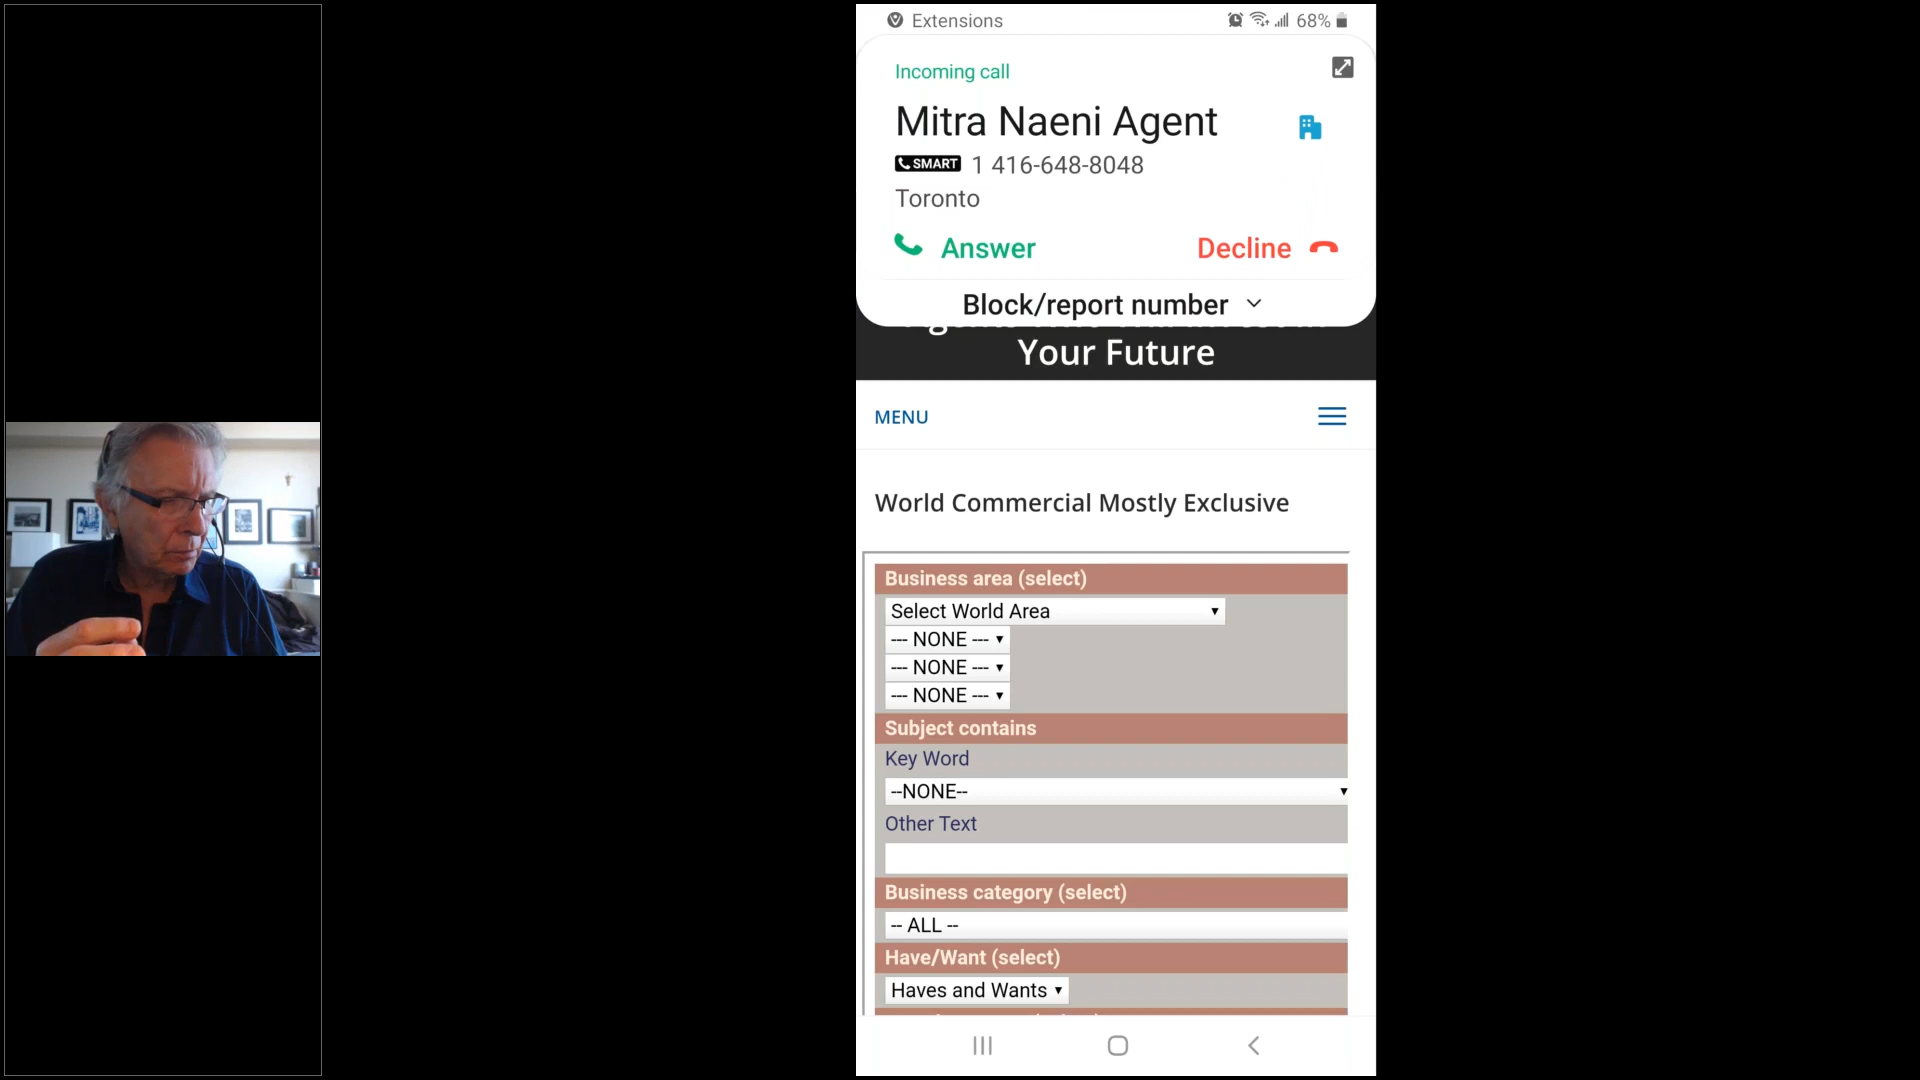 Extensions 68%
Incoming call
Mitra Naeni Agent
SMART 1 416-648-8048
Toronto
Answer Decline
Block/report number
Your Future
MENU
World Commercial Mostly Exclusive
Business area (select)
Select World Area
--- NONE ---
--- NONE ---
--- NONE ---
Subject contains
Key Word
--NONE--
Other Text
Business category (select)
-- ALL --
Have/Want (select)
Haves and Wants